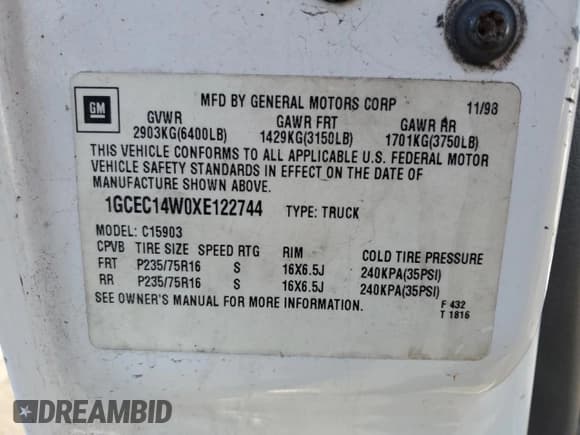 GM
MFD BY GENERAL MOTORS CORP 11/98
GVWR GAWR FRT GAWR RR
2903KG(6400LB) 1429KG(3150LB) 1701KG(3750LB)
THIS VEHICLE CONFORMS TO ALL APPLICABLE U.S. FEDERAL MOTOR
VEHICLE SAFETY STANDARDS IN EFFECT ON THE DATE OF
MANUFACTURE SHOWN ABOVE.
1GCEC14W0XE122744 TYPE: TRUCK
MODEL: C15903
CPVB TIRE SIZE SPEED RTG RIM COLD TIRE PRESSURE
FRT P235/75R16 S 16X6.5J 240KPA(35PSI)
RR P235/75R16 S 16X6.5J 240KPA(35PSI)
SEE OWNER'S MANUAL FOR MORE INFORMATION. F 432
T 1816
DREAMBID